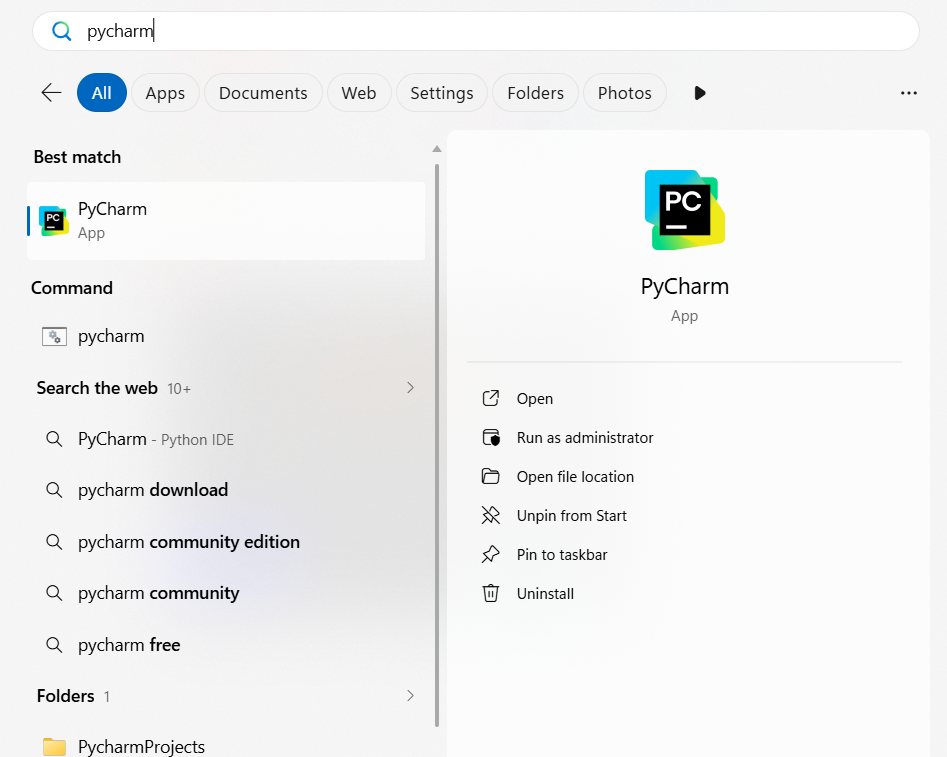 pycharm
All Apps Documents Web Settings Folders Photos
Best match
PyCharm
App
Command
pycharm
Search the web 10+
PyCharm - Python IDE
pycharm download
pycharm community edition
pycharm community
pycharm free
Folders 1
PycharmProjects
PC
PyCharm
App
Open
Run as administrator
Open file location
Unpin from Start
Pin to taskbar
Uninstall